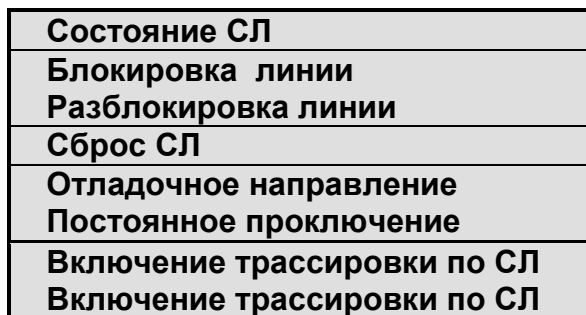 Состояние СЛ
Блокировка линии
Разблокировка линии
Сброс СЛ
Отладочное направление
Постоянное проключение
Включение трассировки по СЛ
Включение трассировки по СЛ